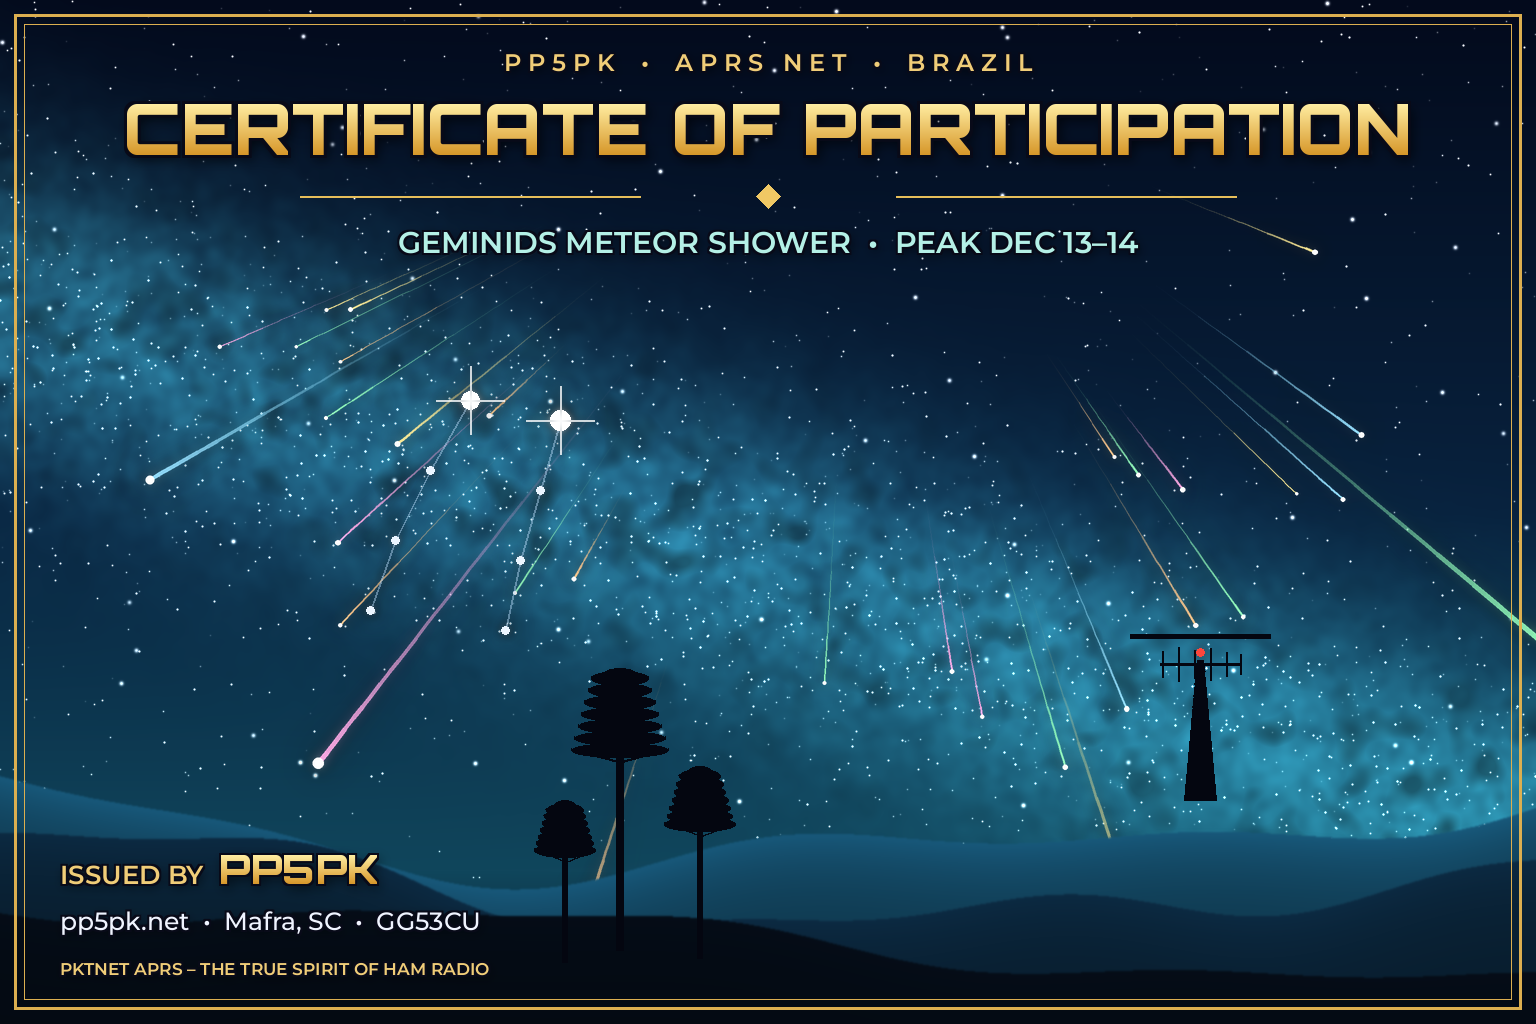 PP5PK • APRS NET • BRAZIL
CERTIFICATE OF PARTICIPATION
GEMINIDS METEOR SHOWER • PEAK DEC 13–14
ISSUED BY PP5PK
pp5pk.net • Mafra, SC • GG53CU
PKTNET APRS – THE TRUE SPIRIT OF HAM RADIO